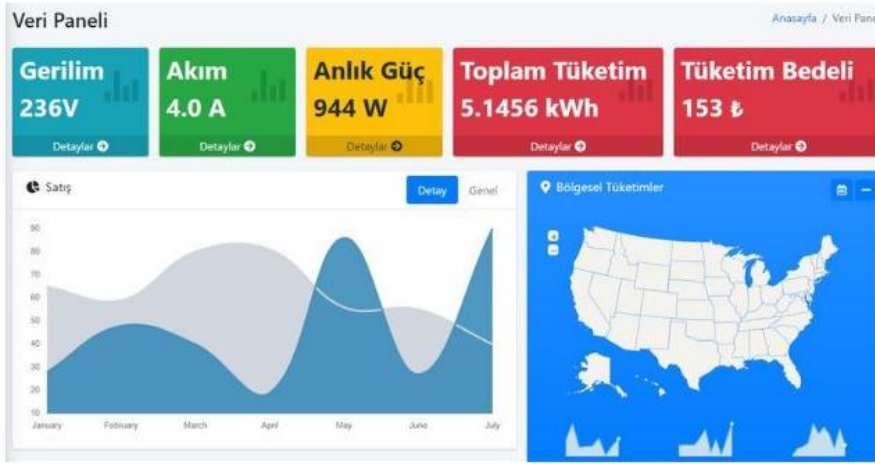 Veri Paneli
Anasayfa / Veri Pane
Gerilim
236V
Detaylar
Akım
4.0 A
Detaylar
Anlık Güç
944 W
Detaylar
Toplam Tüketim
5.1456 kWh
Detaylar
Tüketim Bedeli
153 ₺
Detaylar
Satış
Detay
Genel
90
80
70
60
50
40
30
20
10
January
February
March
April
May
June
July
Bölgesel Tüketimler